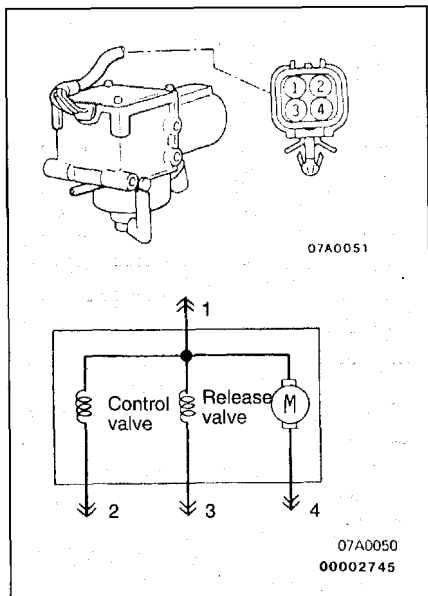 1 2
3 4
07A0051
1
Control valve
Release valve
M
2 3 4
07A0050
00002745